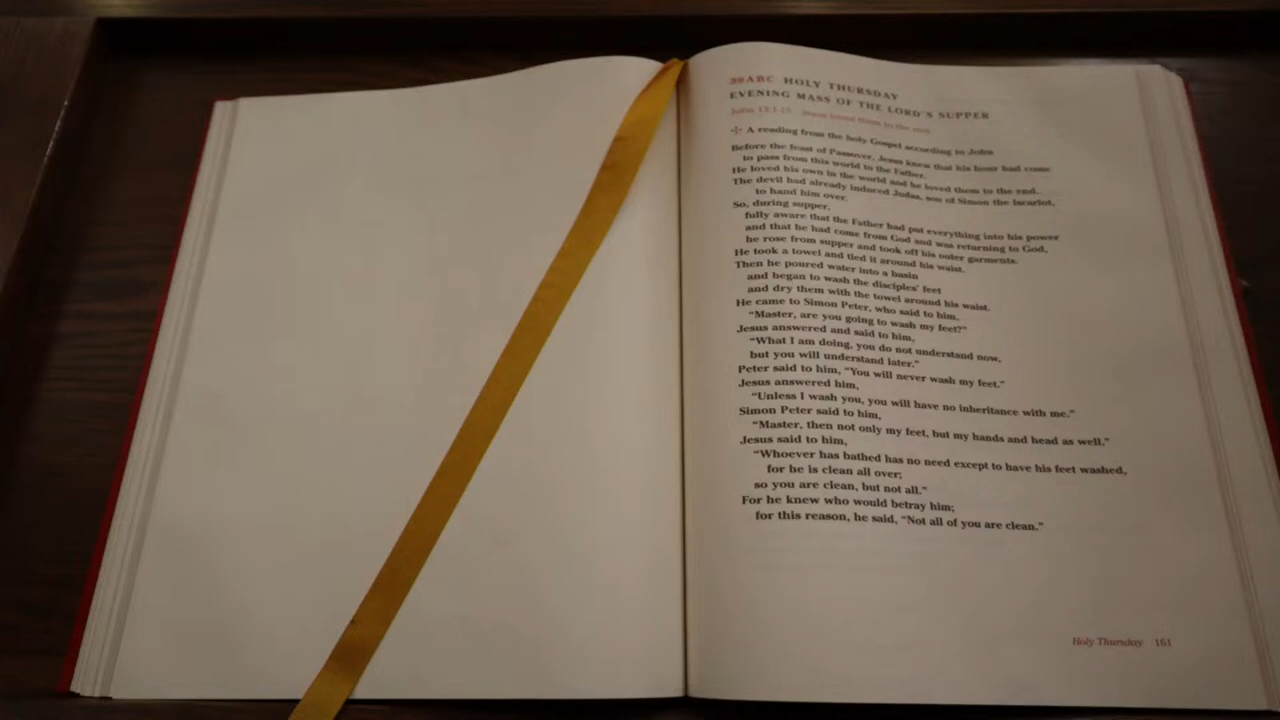 39ABC HOLY THURSDAY
EVENING MASS OF THE LORD'S SUPPER
John 13:1-15 Jesus loved them to the end.
✠ A reading from the holy Gospel according to John
Before the feast of Passover, Jesus knew that his hour had come
to pass from this world to the Father.
He loved his own in the world and he loved them to the end.
The devil had already induced Judas, son of Simon the Iscariot,
to hand him over.
So, during supper,
fully aware that the Father had put everything into his power
and that he had come from God and was returning to God,
he rose from supper and took off his outer garments.
He took a towel and tied it around his waist.
Then he poured water into a basin
and began to wash the disciples' feet
and dry them with the towel around his waist.
He came to Simon Peter, who said to him,
“Master, are you going to wash my feet?”
Jesus answered and said to him,
“What I am doing, you do not understand now,
but you will understand later.”
Peter said to him, “You will never wash my feet.”
Jesus answered him,
“Unless I wash you, you will have no inheritance with me.”
Simon Peter said to him,
“Master, then not only my feet, but my hands and head as well.”
Jesus said to him,
“Whoever has bathed has no need except to have his feet washed,
for he is clean all over;
so you are clean, but not all.”
For he knew who would betray him;
for this reason, he said, “Not all of you are clean.”
Holy Thursday 161